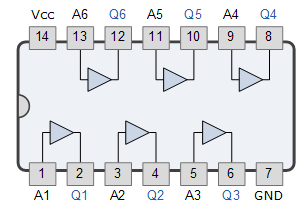 Vcc A6 Q6 A5 Q5 A4 Q4
14 13 12 11 10 9 8
1 2 3 4 5 6 7
A1 Q1 A2 Q2 A3 Q3 GND